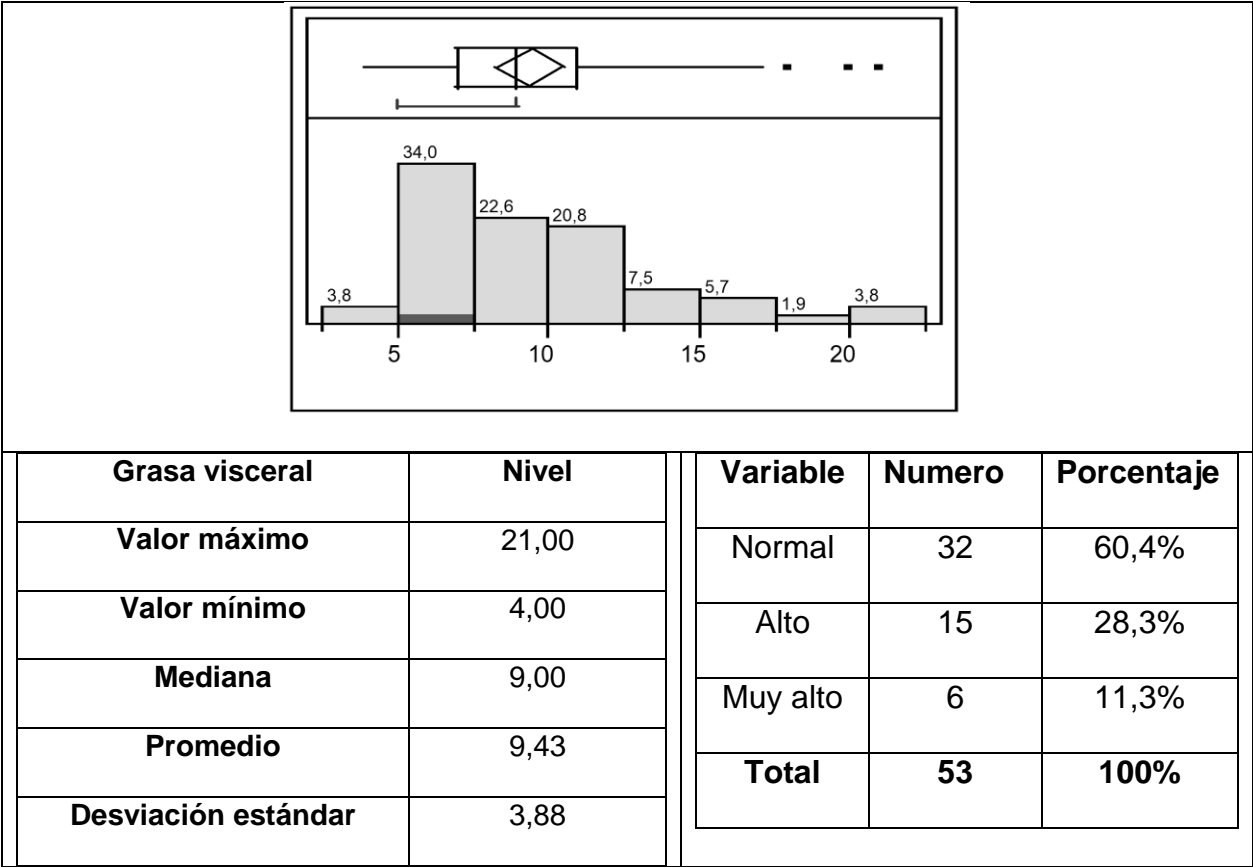 34,0
22,6
20,8
3,8
7,5
5,7
1,9
3,8
5 10 15 20
Grasa visceral Nivel
Valor máximo 21,00
Valor mínimo 4,00
Mediana 9,00
Promedio 9,43
Desviación estándar 3,88
Variable Numero Porcentaje
Normal 32 60,4%
Alto 15 28,3%
Muy alto 6 11,3%
Total 53 100%